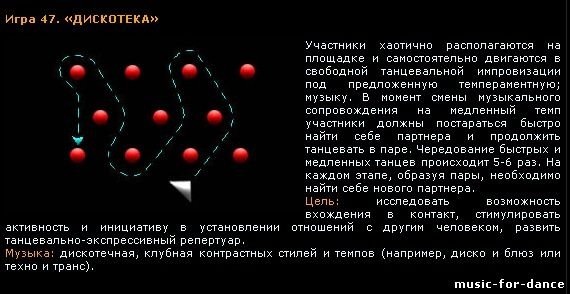 Игра 47. «ДИСКОТЕКА»
Участники хаотично располагаются на
площадке и самостоятельно двигаются в
свободной танцевальной импровизации
под предложенную темпераментную;
музыку. В момент смены музыкального
сопровождения на медленный темп
участники должны постараться быстро
найти себе партнера и продолжить
танцевать в паре. Чередование быстрых и
медленных танцев происходит 5-6 раз. На
каждом этапе, образуя пары, необходимо
найти себе нового партнера.
Цель: исследовать возможность
вхождения в контакт, стимулировать
активность и инициативу в установлении отношений с другим человеком, развить
танцевально-экспрессивный репертуар.
Музыка: дискотечная, клубная контрастных стилей и темпов (например, диско и блюз или
техно и транс).
music-for-dance